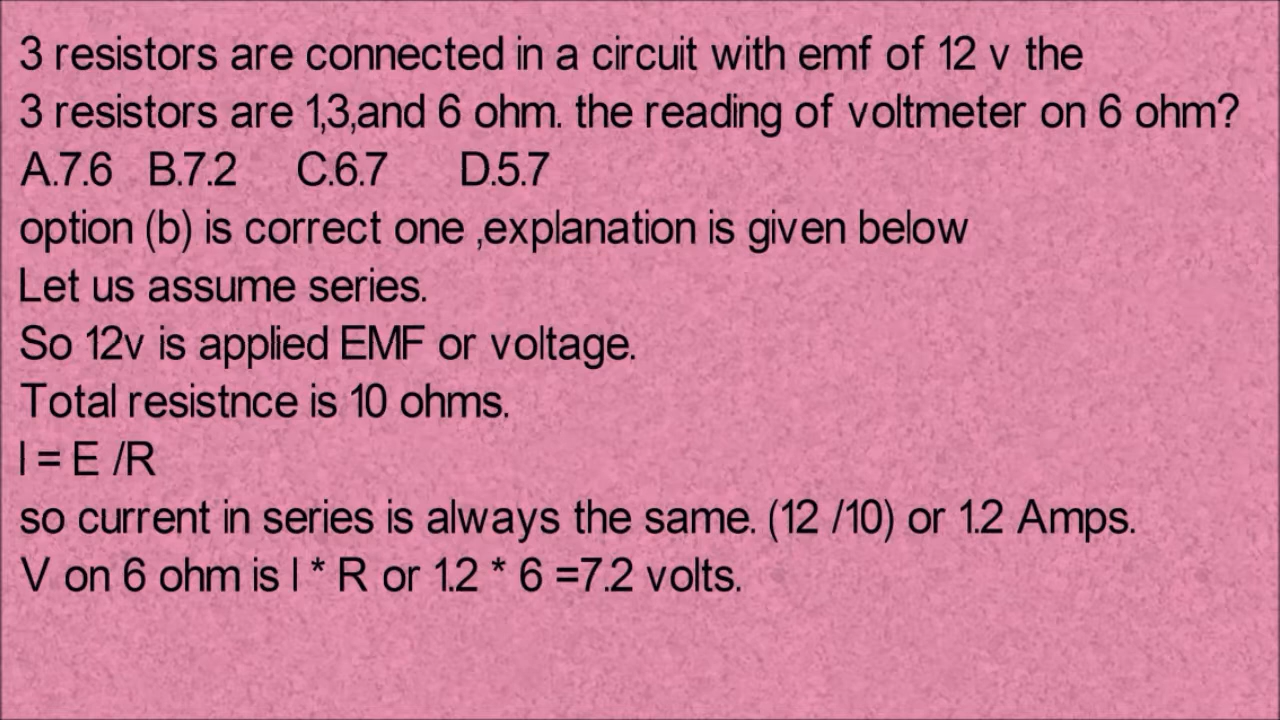 3 resistors are connected in a circuit with emf of 12 v the
3 resistors are 1,3,and 6 ohm. the reading of voltmeter on 6 ohm?
A.7.6 B.7.2 C.6.7 D.5.7
option (b) is correct one ,explanation is given below
Let us assume series.
So 12v is applied EMF or voltage.
Total resistnce is 10 ohms.
I = E /R
so current in series is always the same. (12 /10) or 1.2 Amps.
V on 6 ohm is I * R or 1.2 * 6 =7.2 volts.